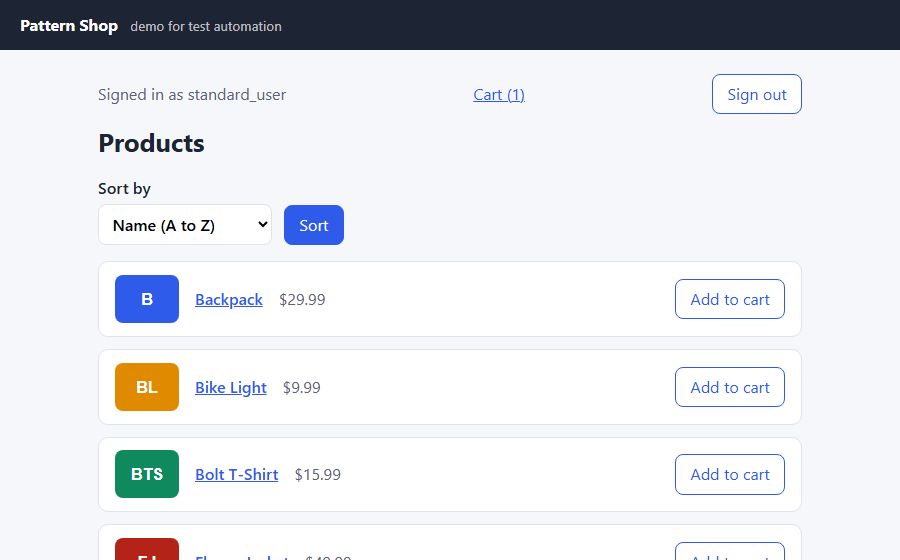 Pattern Shop demo for test automation
Signed in as standard_user Cart (1) Sign out
Products
Sort by
Name (A to Z) Sort
B Backpack $29.99 Add to cart
BL Bike Light $9.99 Add to cart
BTS Bolt T-Shirt $15.99 Add to cart